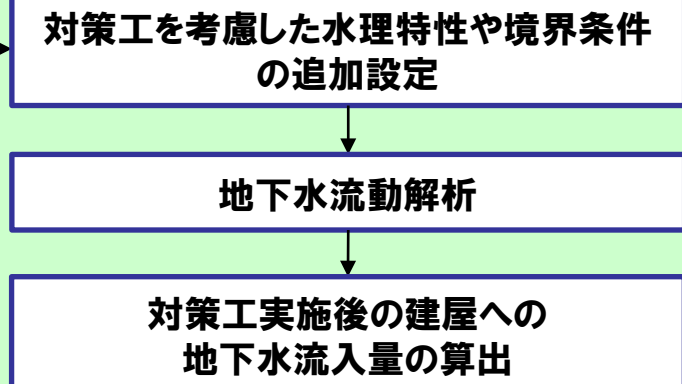 対策工を考慮した水理特性や境界条件
の追加設定
地下水流動解析
対策工実施後の建屋への
地下水流入量の算出